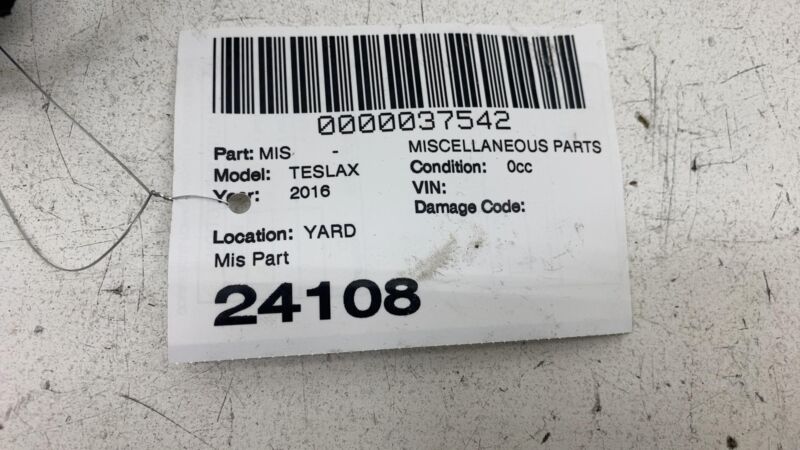 0000037542
Part: MIS - MISCELLANEOUS PARTS
Model: TESLAX Condition: 0cc
Year: 2016 VIN:
Damage Code:
Location: YARD
Mis Part
24108